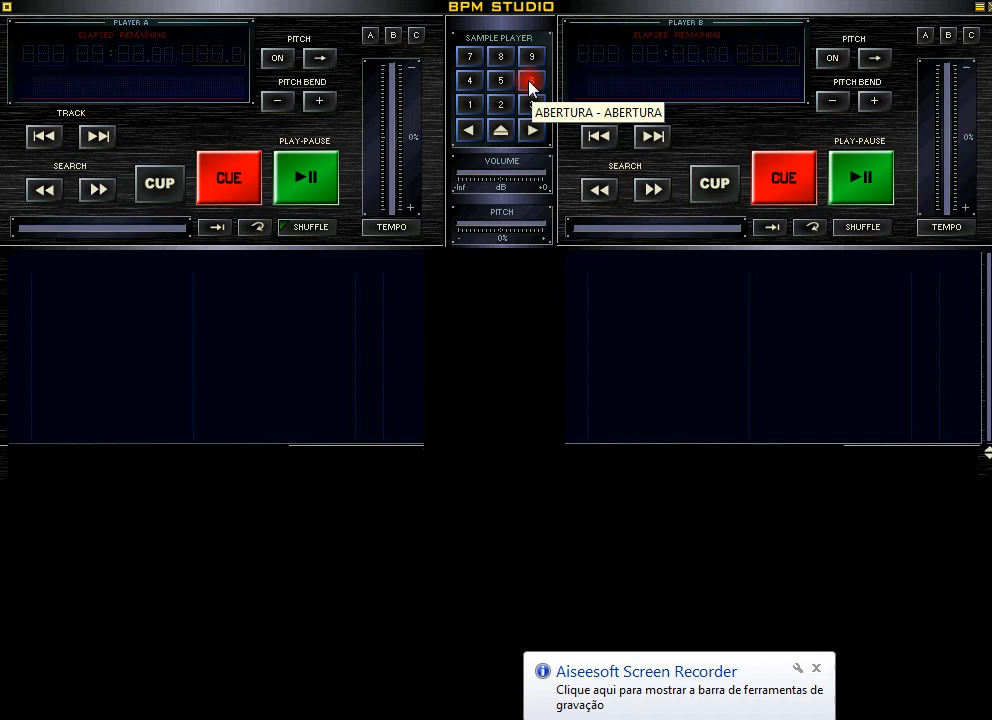 BPM STUDIO
PLAYER A
ELAPSED REMAINING
PITCH
ON
PITCH BEND
− +
A B C
TRACK
SEARCH
CUP
CUE
PLAY-PAUSE
SHUFFLE
− 0% +
TEMPO
SAMPLE PLAYER
7 8 9
4 5 6
1 2 3
ABERTURA - ABERTURA
VOLUME
-Inf dB +0
PITCH
- 0% +
PLAYER B
ELAPSED REMAINING
PITCH
ON
PITCH BEND
− +
A B C
SEARCH
CUP
CUE
PLAY-PAUSE
SHUFFLE
− 0% +
TEMPO
Aiseesoft Screen Recorder
Clique aqui para mostrar a barra de ferramentas de
gravação